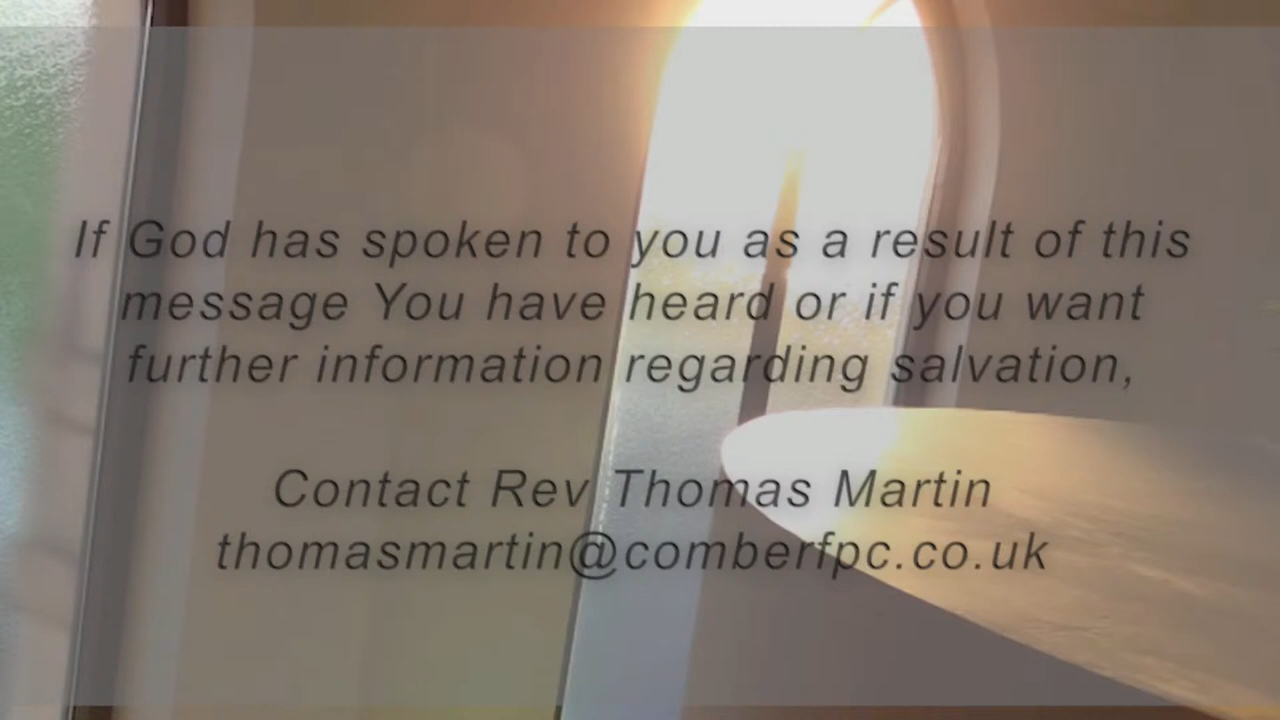 If God has spoken to you as a result of this
message You have heard or if you want
further information regarding salvation,
Contact Rev Thomas Martin
thomasmartin@comberfpc.co.uk